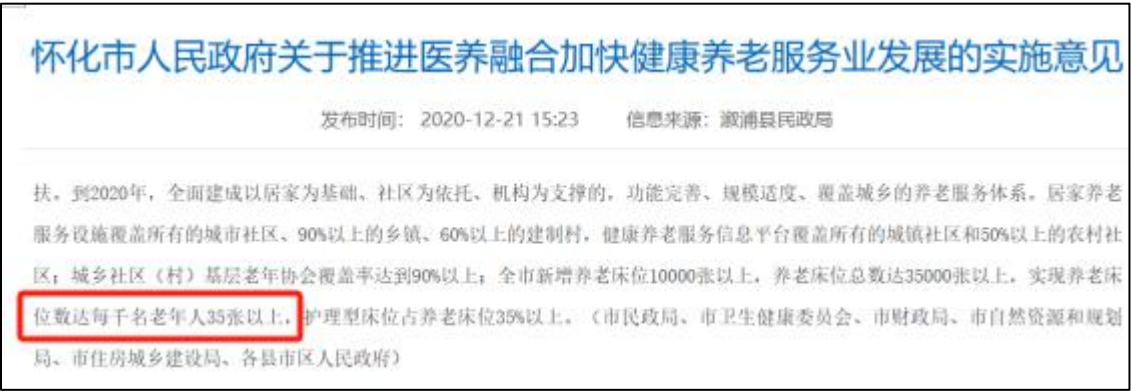 怀化市人民政府关于推进医养融合加快健康养老服务业发展的实施意见
发布时间： 2020-12-21 15:23 信息来源：溆浦县民政局
扶。到2020年，全面建成以居家为基础、社区为依托、机构为支撑的，功能完善、规模适度、覆盖城乡的养老服务体系。居家养老
服务设施覆盖所有的城市社区、90%以上的乡镇、60%以上的建制村，健康养老服务信息平台覆盖所有的城镇社区和50%以上的农村社
区；城乡社区（村）基层老年协会覆盖率达到90%以上；全市新增养老床位10000张以上，养老床位总数达35000张以上，实现养老床
位数达每千名老年人35张以上，护理型床位占养老床位35%以上。（市民政局、市卫生健康委员会、市财政局、市自然资源和规划
局、市住房城乡建设局、各县市区人民政府）